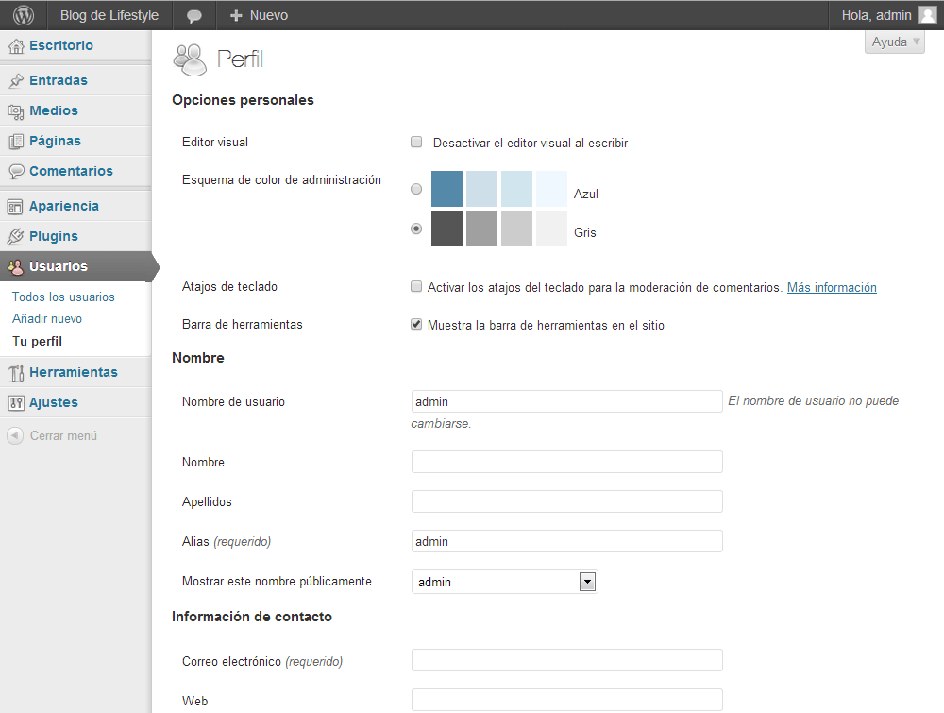 Blog de Lifestyle
Nuevo
Hola, admin
Ayuda
Escritorio
Entradas
Medios
Páginas
Comentarios
Apariencia
Plugins
Usuarios
Todos los usuarios
Añadir nuevo
Tu perfil
Herramientas
Ajustes
Cerrar menú
Perfil
Opciones personales
Editor visual
Desactivar el editor visual al escribir
Esquema de color de administración
Azul
Gris
Atajos de teclado
Activar los atajos del teclado para la moderación de comentarios. Más información
Barra de herramientas
Muestra la barra de herramientas en el sitio
Nombre
Nombre de usuario
admin
El nombre de usuario no puede
cambiarse.
Nombre
Apellidos
Alias (requerido)
admin
Mostrar este nombre públicamente
admin
Información de contacto
Correo electrónico (requerido)
Web